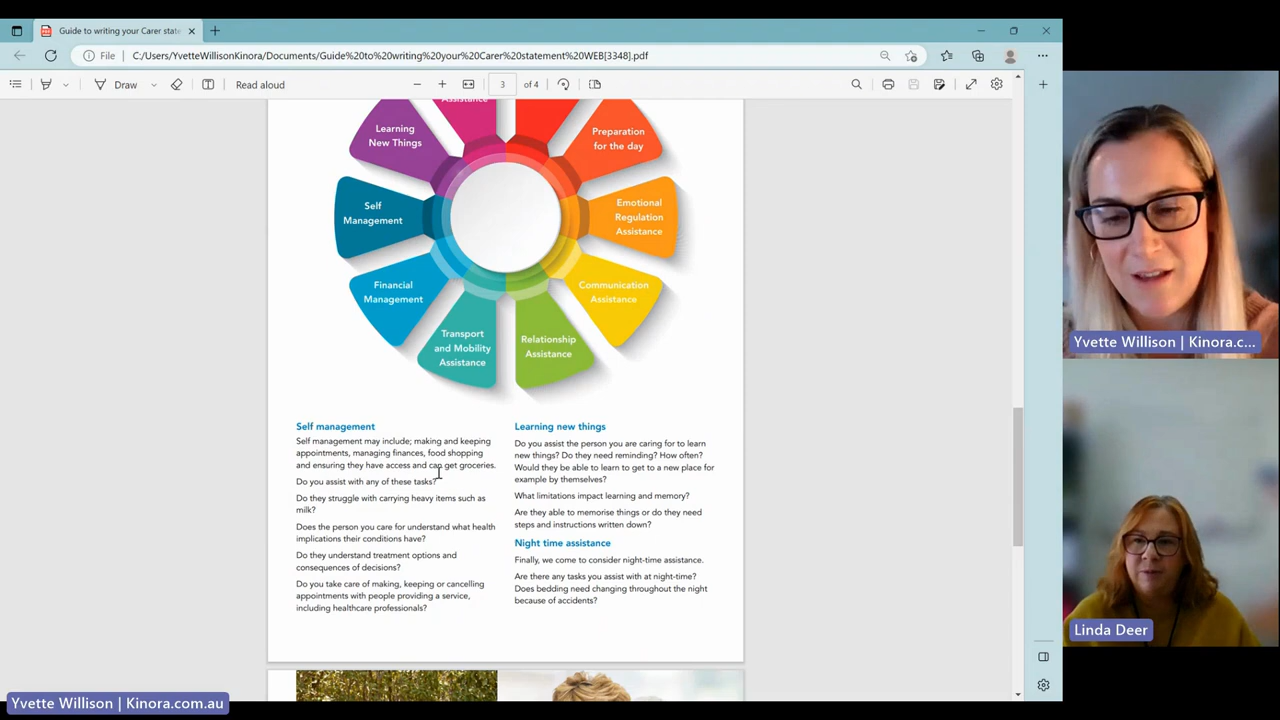 Guide to writing your Carer state
File
C:/Users/YvetteWillisonKinora/Documents/Guide%20to%20writing%20your%20Carer%20statement%20WEB[3348].pdf
Draw
Read aloud
3
of 4
Assistance
Learning
New Things
Preparation
for the day
Self
Management
Emotional
Regulation
Assistance
Financial
Management
Communication
Assistance
Transport
and Mobility
Assistance
Relationship
Assistance
Self management
Self management may include; making and keeping
appointments, managing finances, food shopping
and ensuring they have access and can get groceries.
Do you assist with any of these tasks?
Do they struggle with carrying heavy items such as
milk?
Does the person you care for understand what health
implications their conditions have?
Do they understand treatment options and
consequences of decisions?
Do you take care of making, keeping or cancelling
appointments with people providing a service,
including healthcare professionals?
Learning new things
Do you assist the person you are caring for to learn
new things? Do they need reminding? How often?
Would they be able to learn to get to a new place for
example by themselves?
What limitations impact learning and memory?
Are they able to memorise things or do they need
steps and instructions written down?
Night time assistance
Finally, we come to consider night-time assistance.
Are there any tasks you assist with at night-time?
Does bedding need changing throughout the night
because of accidents?
Yvette Willison | Kinora.c...
Linda Deer
Yvette Willison | Kinora.com.au